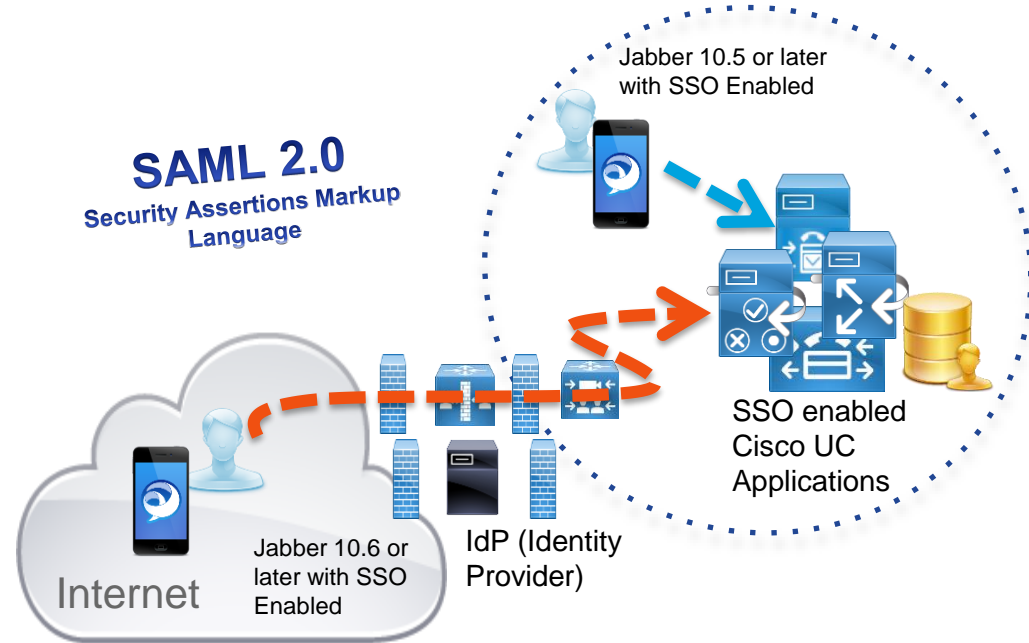 Jabber 10.5 or later
with SSO Enabled
SAML 2.0
Security Assertions Markup
Language
SSO enabled
Cisco UC
Applications
IdP (Identity
Provider)
Jabber 10.6 or
later with SSO
Enabled
Internet